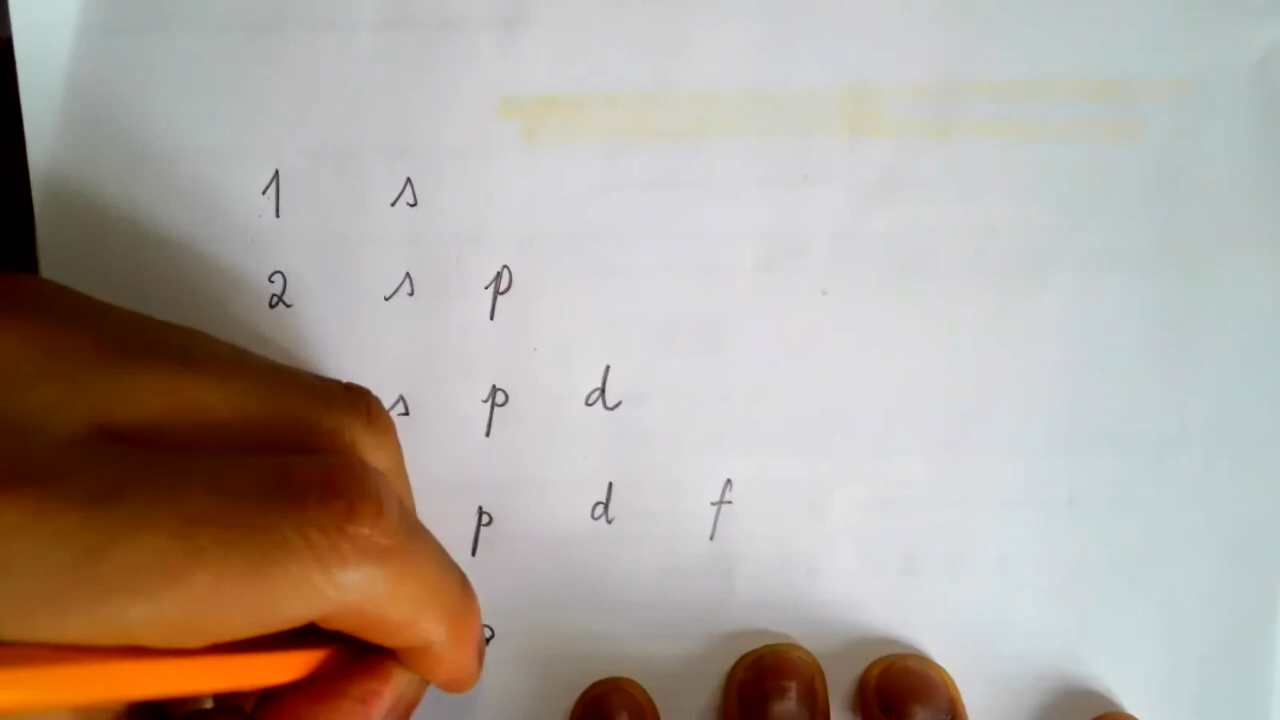 1 s
2 s p
s p d
p d f
p